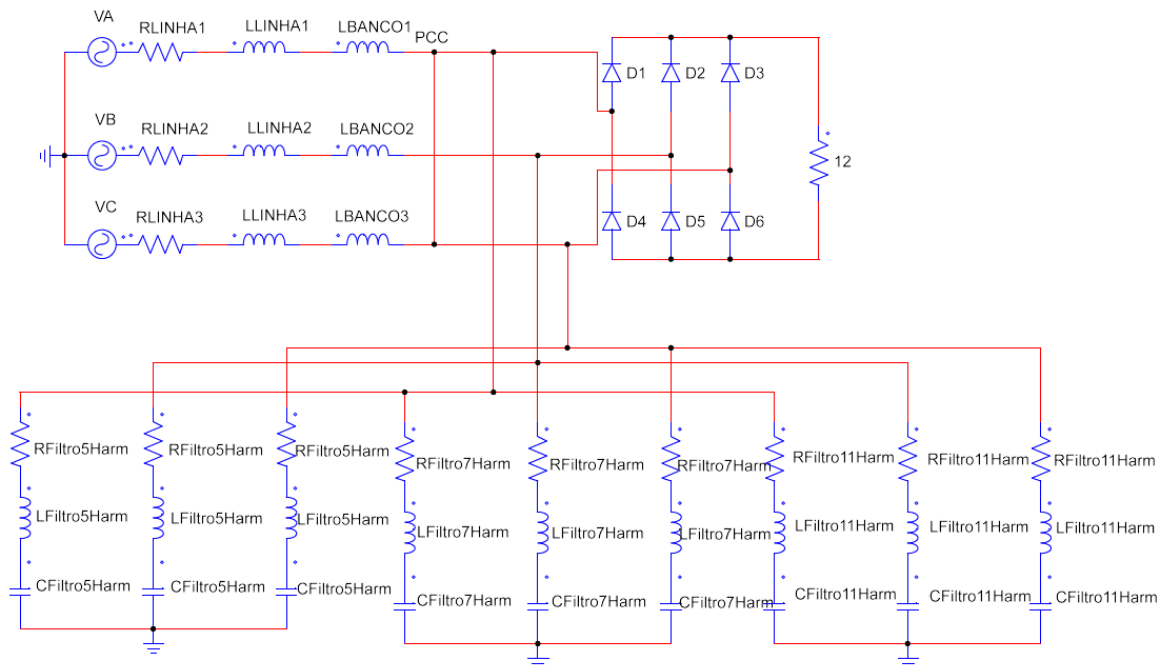 VA
RLINHA1
LLINHA1
LBANCO1
PCC
D1
D2
D3
VB
RLINHA2
LLINHA2
LBANCO2
12
VC
RLINHA3
LLINHA3
LBANCO3
D4
D5
D6
RFiltro5Harm
RFiltro5Harm
RFiltro5Harm
RFiltro7Harm
RFiltro7Harm
RFiltro7Harm
RFiltro11Harm
RFiltro11Harm
RFiltro11Harm
LFiltro5Harm
LFiltro5Harm
LFiltro5Harm
LFiltro7Harm
LFiltro7Harm
LFiltro7Harm
LFiltro11Harm
LFiltro11Harm
LFiltro11Harm
CFiltro5Harm
CFiltro5Harm
CFiltro5Harm
CFiltro7Harm
CFiltro7Harm
CFiltro7Harm
CFiltro11Harm
CFiltro11Harm
CFiltro11Harm